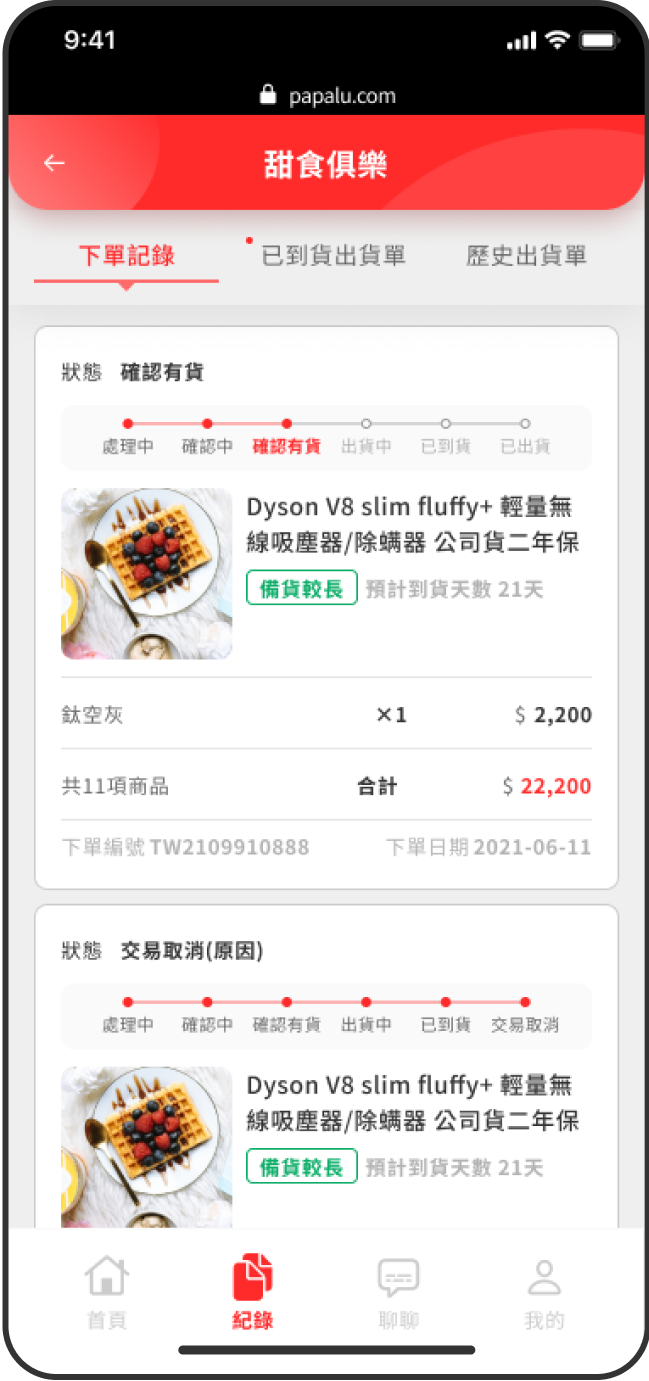 9:41
papalu.com
甜食俱樂
下單記錄 已到貨出貨單 歷史出貨單
狀態 確認有貨
處理中 確認中 確認有貨 出貨中 已到貨 已出貨
Dyson V8 slim fluffy+ 輕量無
線吸塵器/除螨器 公司貨二年保
備貨較長 預計到貨天數 21天
鈦空灰 ×1 $ 2,200
共11項商品 合計 $ 22,200
下單編號 TW2109910888 下單日期 2021-06-11
狀態 交易取消(原因)
處理中 確認中 確認有貨 出貨中 已到貨 交易取消
Dyson V8 slim fluffy+ 輕量無
線吸塵器/除螨器 公司貨二年保
備貨較長 預計到貨天數 21天
首頁 紀錄 聊聊 我的